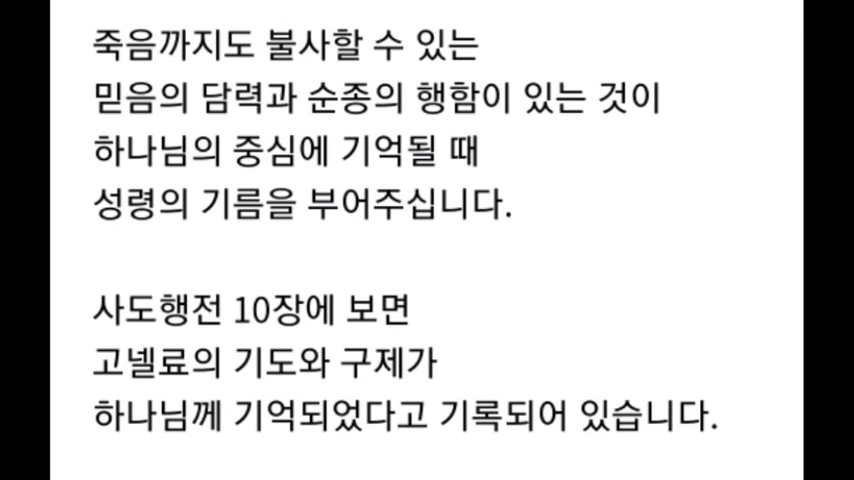 죽음까지도 불사할 수 있는
믿음의 담력과 순종의 행함이 있는 것이
하나님의 중심에 기억될 때
성령의 기름을 부어주십니다.
사도행전 10장에 보면
고넬료의 기도와 구제가
하나님께 기억되었다고 기록되어 있습니다.